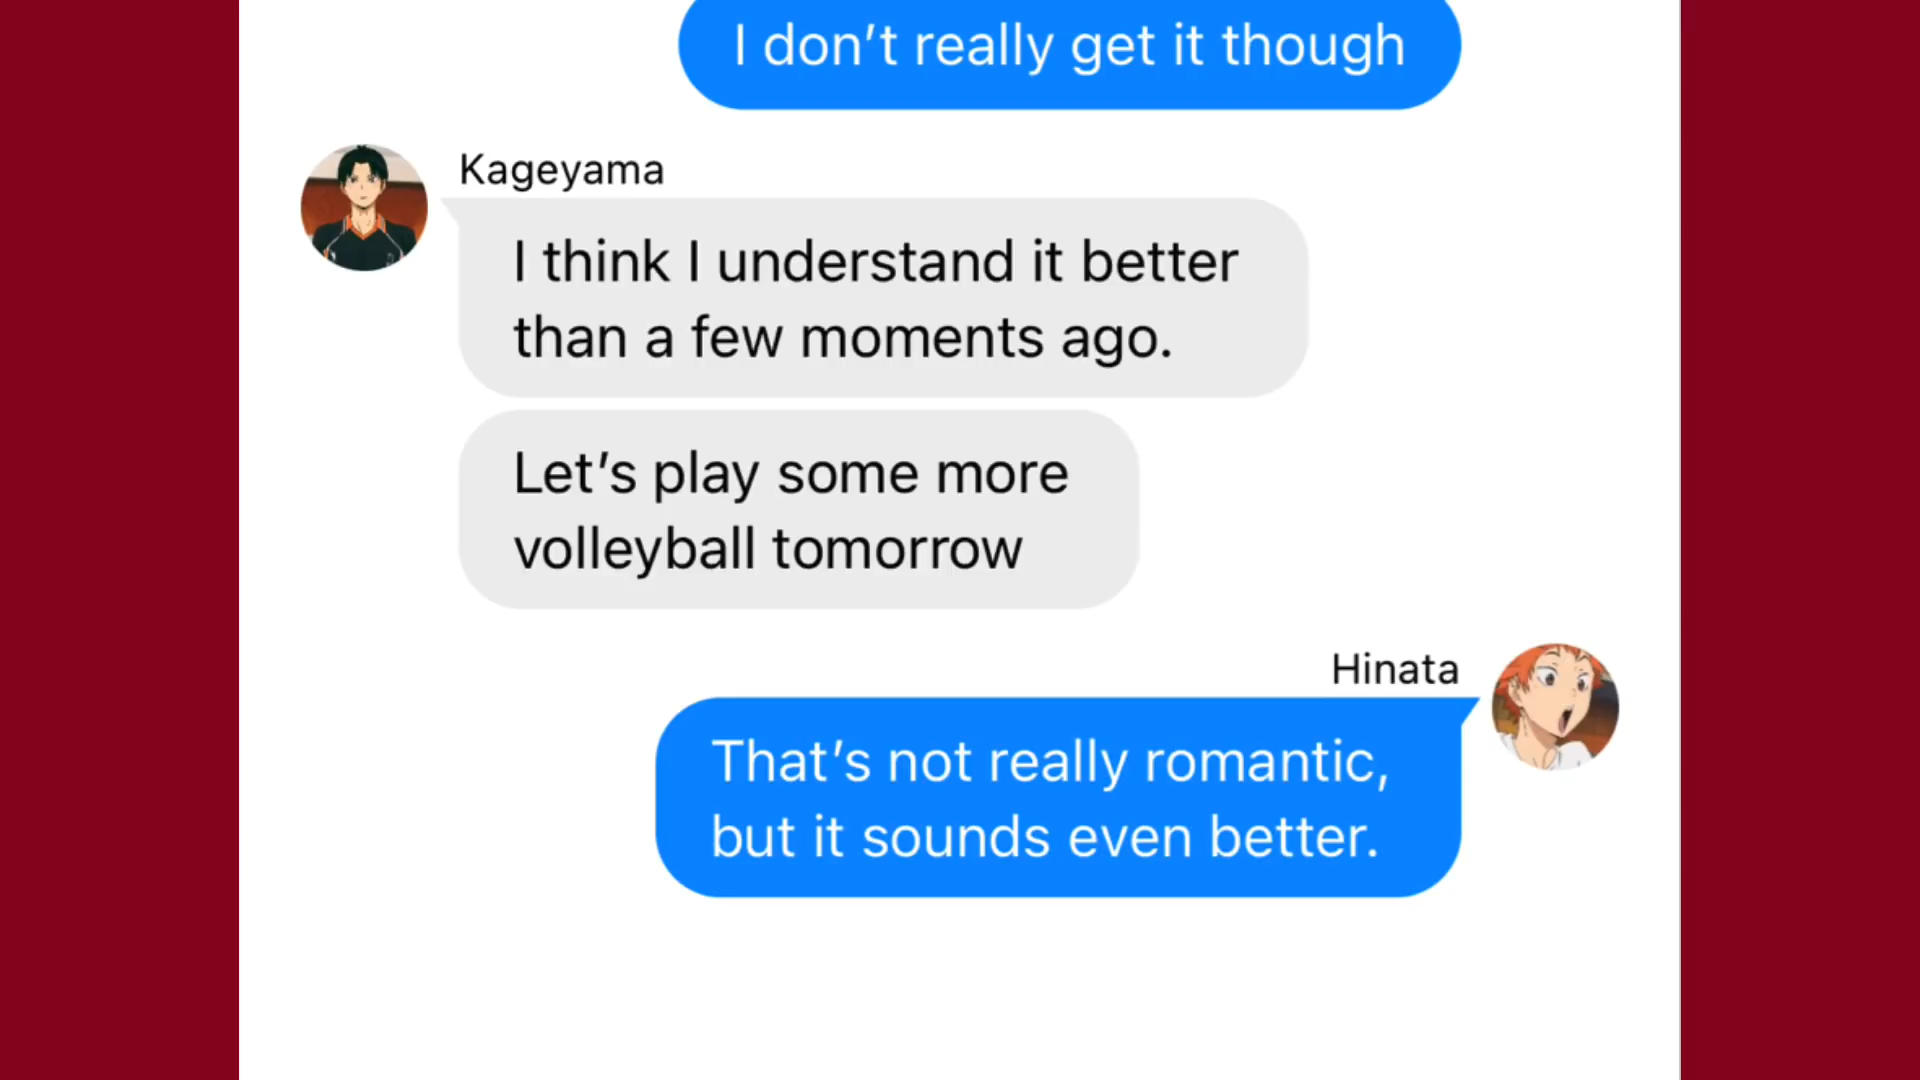 I don’t really get it though
Kageyama
I think I understand it better
than a few moments ago.
Let’s play some more
volleyball tomorrow
Hinata
That’s not really romantic,
but it sounds even better.